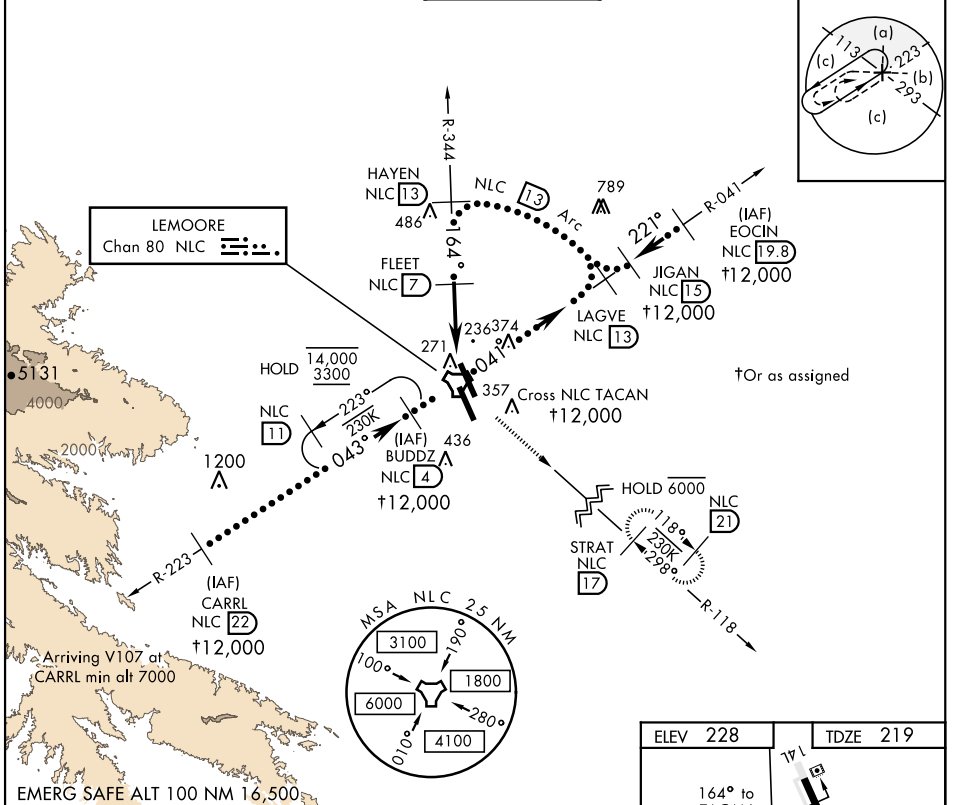 (a)
113
223
(c)
(b)
293
(c)
R-344
HAYEN
NLC 13
486
NLC 13 Arc
789
R-041
(IAF)
EOCIN
NLC 19.8
†12,000
221°
LEMOORE
Chan 80 NLC
164°
FLEET
NLC 7
JIGAN
NLC 15
†12,000
LAGVE
NLC 13
236
374
271
041°
5131
4000
HOLD
14,000
3300
†Or as assigned
223°
230K
043°
NLC
11
357
Cross NLC TACAN
†12,000
(IAF)
BUDDZ
NLC 4
†12,000
436
2000
1200
HOLD 6000
NLC
21
118°
230K
298°
STRAT
NLC
17
R-223
(IAF)
CARRL
NLC 22
†12,000
R-118
Arriving V107 at
CARRL min alt 7000
MSA NLC 25 NM
3100
190°
100°
1800
6000
280°
010°
4100
ELEV 228
TDZE 219
14L
164° to
EMERG SAFE ALT 100 NM 16,500